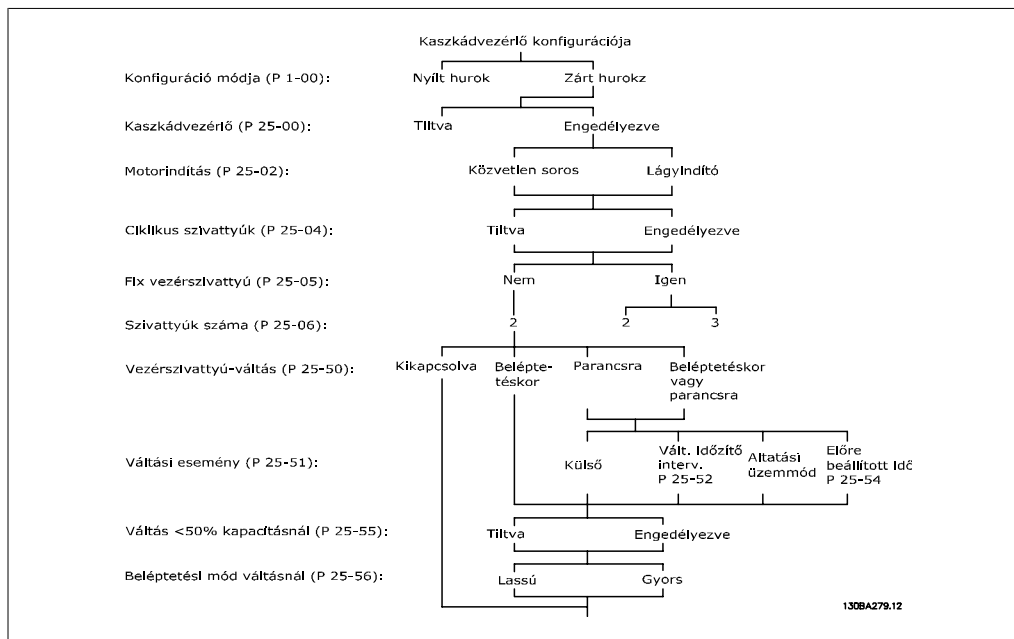 Kaszkádvezérlő konfigurációja
Konfiguráció módja (P 1-00): Nyílt hurok Zárt hurokz
Kaszkádvezérlő (P 25-00): Tiltva Engedélyezve
Motorindítás (P 25-02): Közvetlen soros Lágyindító
Ciklikus szivattyúk (P 25-04): Tiltva Engedélyezve
Fix vezérszivattyú (P 25-05): Nem Igen
Szivattyúk száma (P 25-06): 2 2 3
Vezérszivattyú-váltás (P 25-50): Kikapcsolva Belépte-
téskor Parancsra Beléptetéskor
vagy
parancsra
Váltási esemény (P 25-51): Külső Vált. Időzítő
interv.
P 25-52 Altatási
üzemmód Előre
beállított Idő
P 25-54
Váltás <50% kapacitásnál (P 25-55): Tiltva Engedélyezve
Beléptetési mód váltásnál (P 25-56): Lassú Gyors
130BA279.12